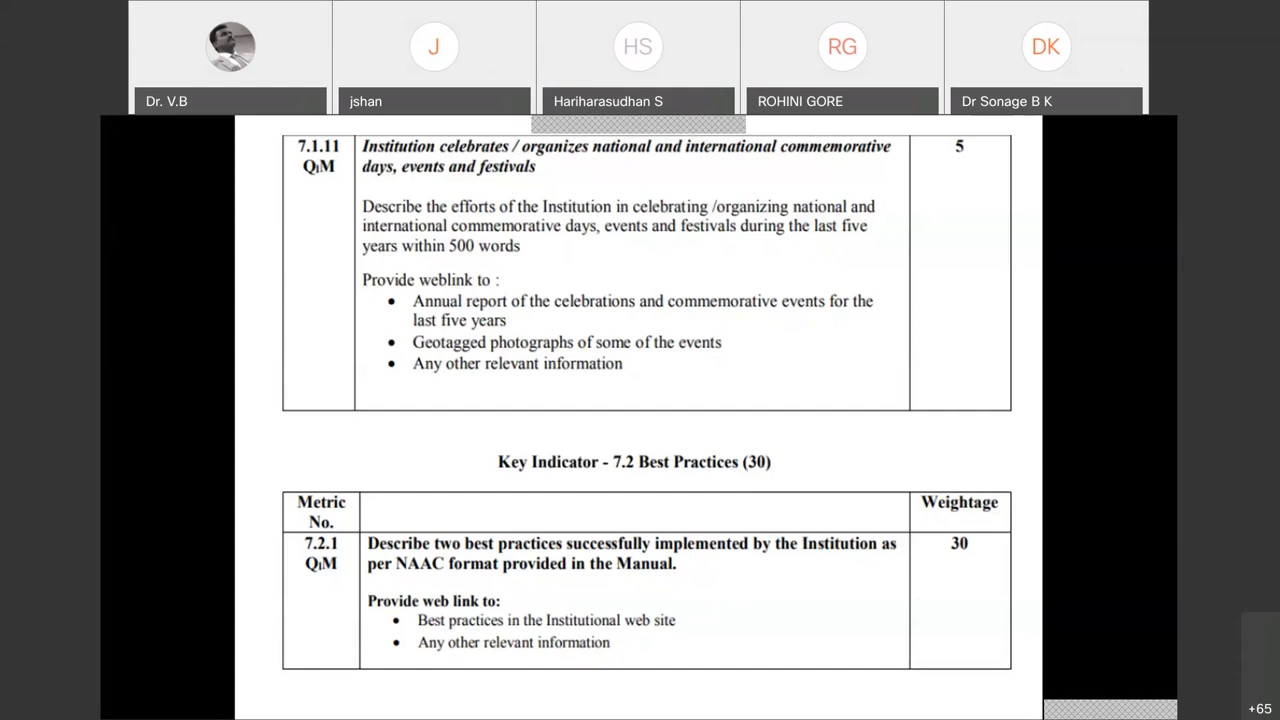 J
HS
RG
DK
Dr. V.B
jshan
Hariharasudhan S
ROHINI GORE
Dr Sonage B K
7.1.11
QlM
Institution celebrates / organizes national and international commemorative
days, events and festivals
5
Describe the efforts of the Institution in celebrating /organizing national and
international commemorative days, events and festivals during the last five
years within 500 words
Provide weblink to :
• Annual report of the celebrations and commemorative events for the
last five years
• Geotagged photographs of some of the events
• Any other relevant information
Key Indicator - 7.2 Best Practices (30)
Metric
No.
Weightage
7.2.1
QlM
Describe two best practices successfully implemented by the Institution as
per NAAC format provided in the Manual.
30
Provide web link to:
• Best practices in the Institutional web site
• Any other relevant information
+65